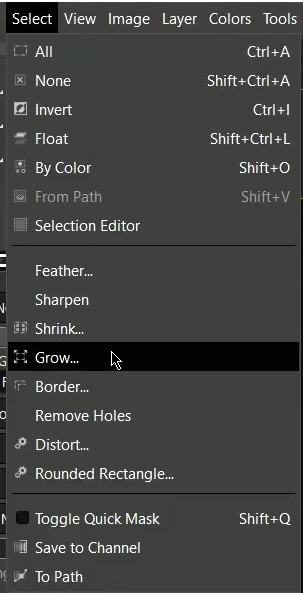 Select View Image Layer Colors Tools
All Ctrl+A
None Shift+Ctrl+A
Invert Ctrl+I
Float Shift+Ctrl+L
By Color Shift+O
From Path Shift+V
Selection Editor
Feather...
Sharpen
Shrink...
Grow...
Border...
Remove Holes
Distort...
Rounded Rectangle...
Toggle Quick Mask Shift+Q
Save to Channel
To Path